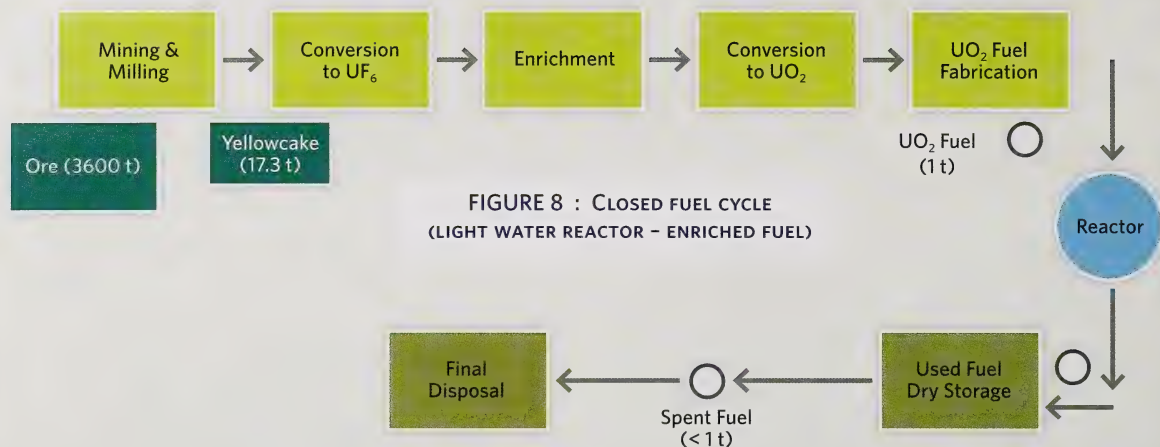 Mining &
Milling
Conversion
to UF₆
Enrichment
Conversion
to UO₂
UO₂ Fuel
Fabrication
Ore (3600 t)
Yellowcake
(17.3 t)
UO₂ Fuel
(1 t)
FIGURE 8 : CLOSED FUEL CYCLE
(LIGHT WATER REACTOR – ENRICHED FUEL)
Reactor
Final
Disposal
Used Fuel
Dry Storage
Spent Fuel
(< 1 t)